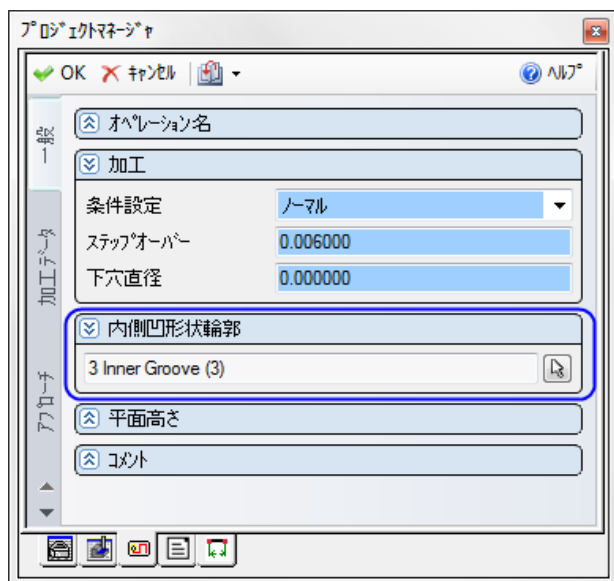 ﾌﾟﾛｼﾞｪｸﾄﾏﾈｰｼﾞｬ
OK ｷｬﾝｾﾙ ﾍﾙﾌﾟ
一般
加工ﾃﾞｰﾀ
ｱﾌﾟﾛｰﾁ
ｵﾍﾟﾚｰｼｮﾝ名
加工
条件設定 ﾉｰﾏﾙ
ｽﾃｯﾌﾟｵｰﾊﾞｰ 0.006000
下穴直径 0.000000
内側凹形状輪郭
3 Inner Groove (3)
平面高さ
ｺﾒﾝﾄ